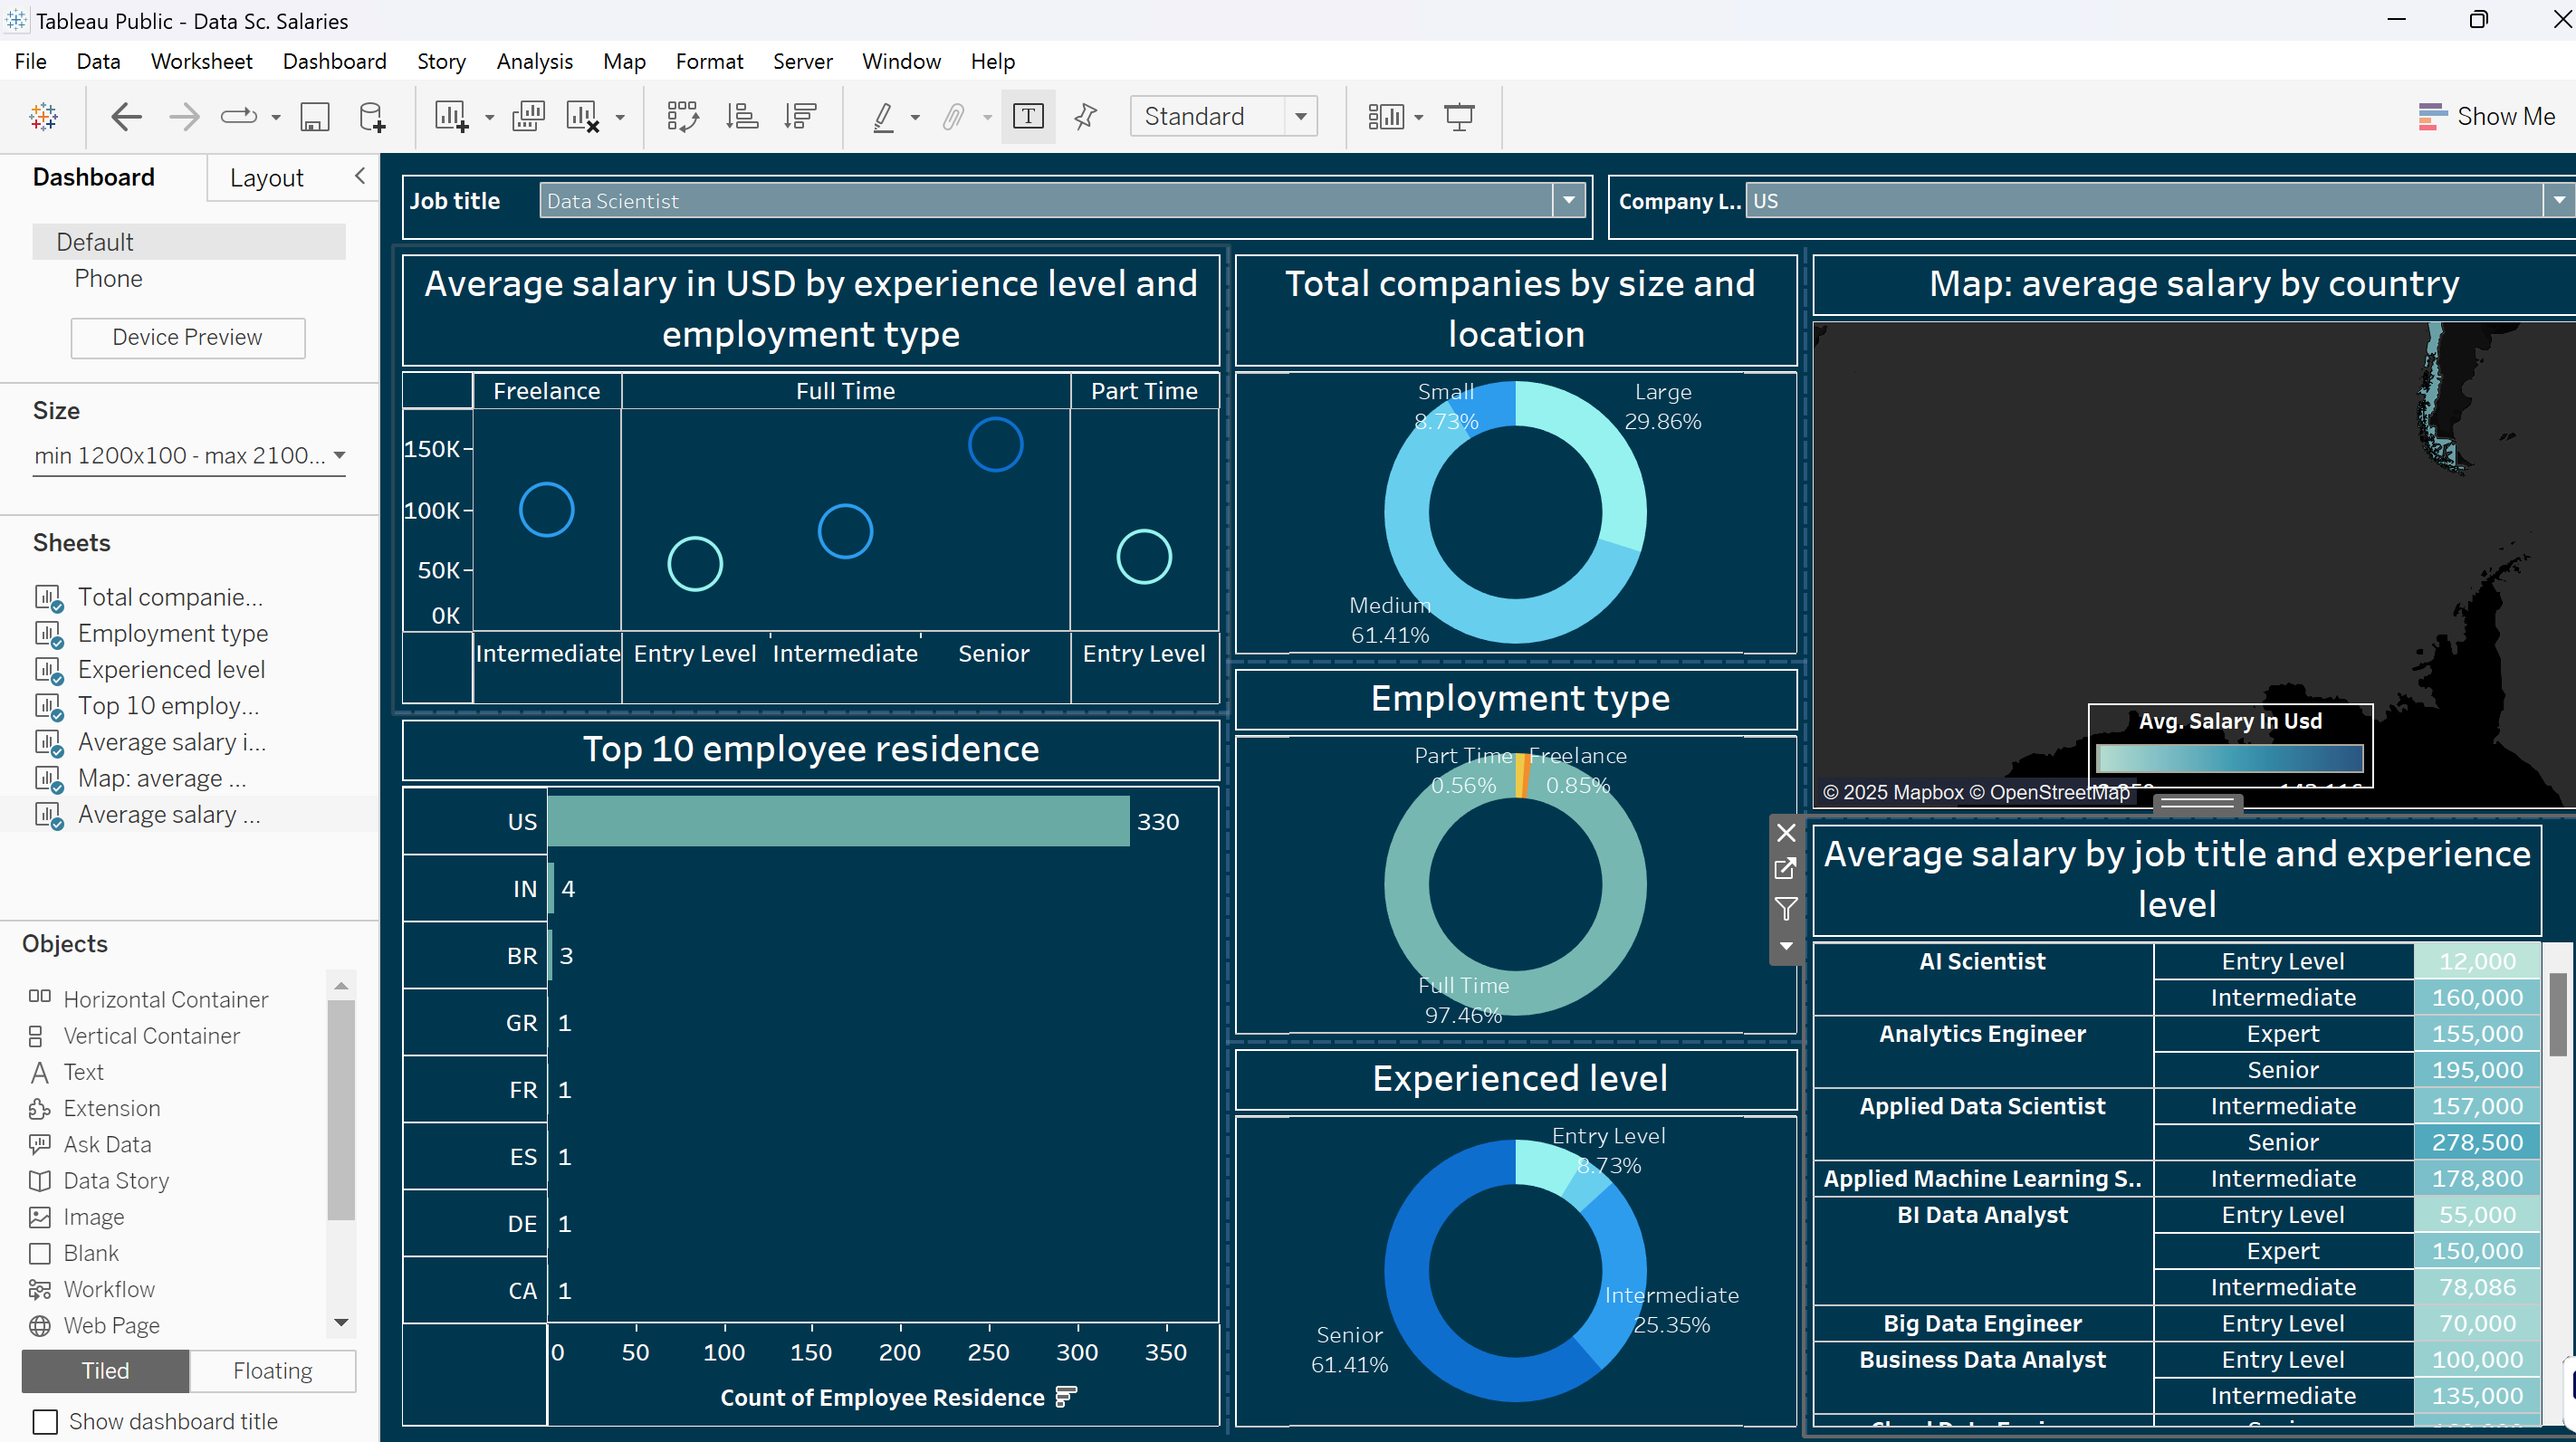 Tableau Public - Data Sc. Salaries
File Data Worksheet Dashboard Story Analysis Map Format Server Window Help
Standard
Show Me
Dashboard
Layout
Default
Phone
Device Preview
Size
min 1200x100 - max 2100...
Sheets
Total companie...
Employment type
Experienced level
Top 10 employ...
Average salary i...
Map: average ...
Average salary ...
Objects
Horizontal Container
Vertical Container
Text
Extension
Ask Data
Data Story
Image
Blank
Workflow
Web Page
Tiled
Floating
Show dashboard title
Job title
Data Scientist
Company L..
US
Average salary in USD by experience level and
employment type
Freelance Full Time Part Time
150K
100K
50K
0K
Intermediate Entry Level Intermediate Senior Entry Level
Top 10 employee residence
US 330
IN 4
BR 3
GR 1
FR 1
ES 1
DE 1
CA 1
0 50 100 150 200 250 300 350
Count of Employee Residence
Total companies by size and
location
Small
8.73%
Large
29.86%
Medium
61.41%
Employment type
Part Time
0.56%
Freelance
0.85%
Full Time
97.46%
Experienced level
Entry Level
8.73%
Intermediate
25.35%
Senior
61.41%
Map: average salary by country
Avg. Salary In Usd
© 2025 Mapbox © OpenStreetMap
Average salary by job title and experience
level
AI Scientist Entry Level 12,000
Intermediate 160,000
Analytics Engineer Expert 155,000
Senior 195,000
Applied Data Scientist Intermediate 157,000
Senior 278,500
Applied Machine Learning S.. Intermediate 178,800
BI Data Analyst Entry Level 55,000
Expert 150,000
Intermediate 78,086
Big Data Engineer Entry Level 70,000
Business Data Analyst Entry Level 100,000
Intermediate 135,000